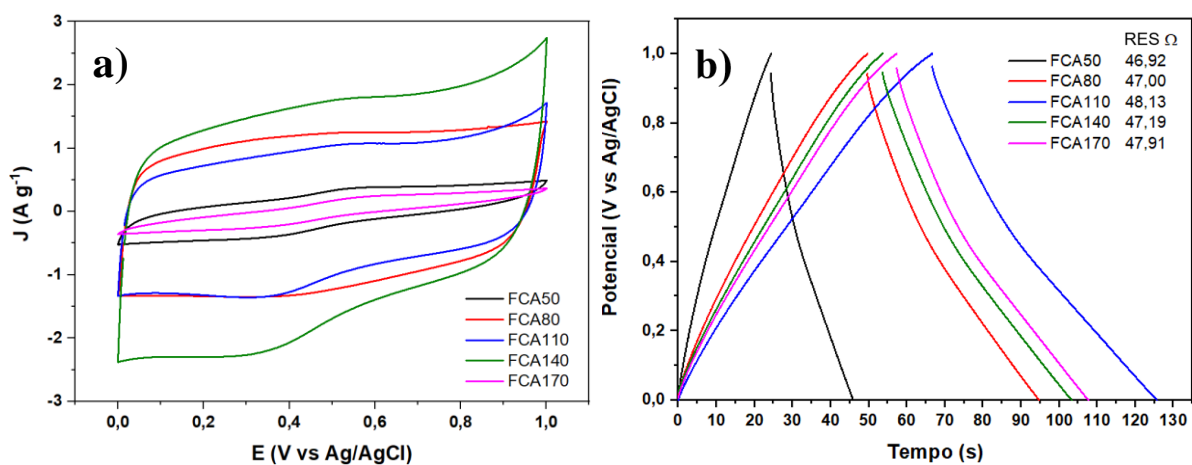 a)
3
2
1
0
-1
-2
-3
J (A g-1)
0,0 0,2 0,4 0,6 0,8 1,0
E (V vs Ag/AgCl)
FCA50
FCA80
FCA110
FCA140
FCA170
b)
RES Ω
FCA50 46,92
FCA80 47,00
FCA110 48,13
FCA140 47,19
FCA170 47,91
1,0
0,8
0,6
0,4
0,2
0,0
Potencial (V vs Ag/AgCl)
0 10 20 30 40 50 60 70 80 90 100 110 120 130
Tempo (s)